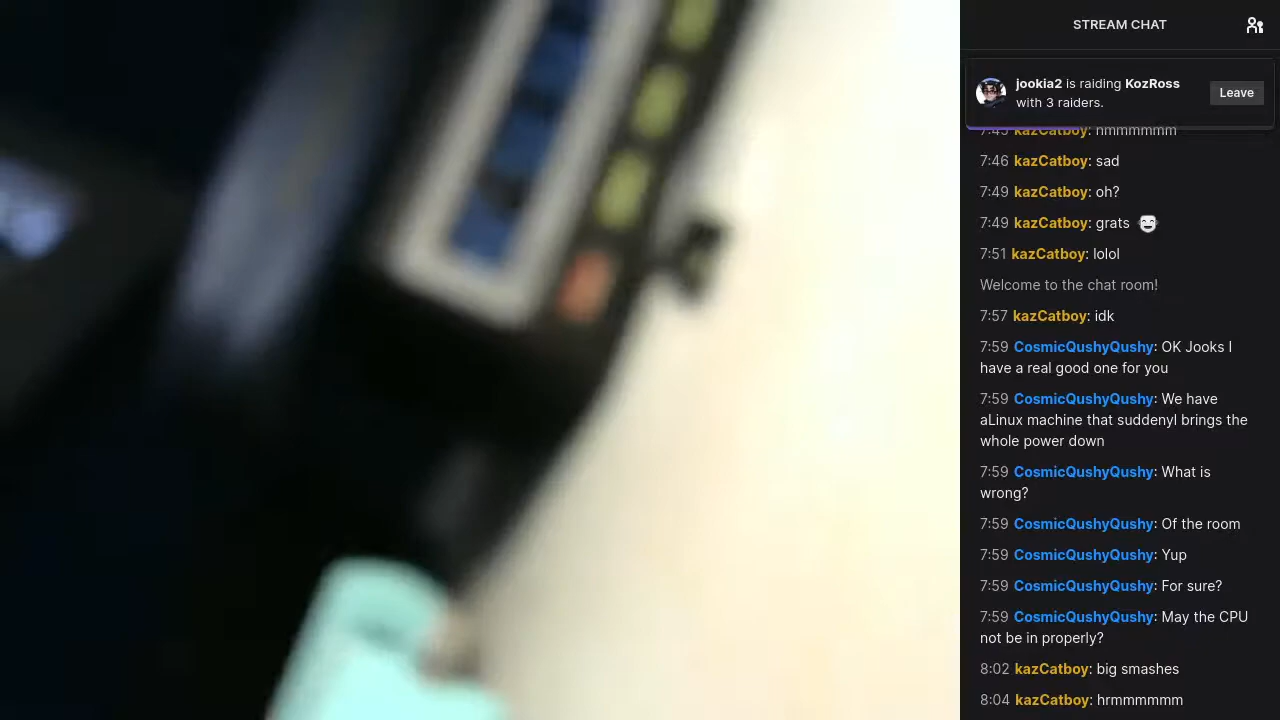 STREAM CHAT
jookia2 is raiding KozRoss
with 3 raiders.
Leave
7:45 kazCatboy: hmmmmmm
7:46 kazCatboy: sad
7:49 kazCatboy: oh?
7:49 kazCatboy: grats
7:51 kazCatboy: lolol
Welcome to the chat room!
7:57 kazCatboy: idk
7:59 CosmicQushyQushy: OK Jooks I
have a real good one for you
7:59 CosmicQushyQushy: We have
aLinux machine that suddenyl brings the
whole power down
7:59 CosmicQushyQushy: What is
wrong?
7:59 CosmicQushyQushy: Of the room
7:59 CosmicQushyQushy: Yup
7:59 CosmicQushyQushy: For sure?
7:59 CosmicQushyQushy: May the CPU
not be in properly?
8:02 kazCatboy: big smashes
8:04 kazCatboy: hrmmmmmm